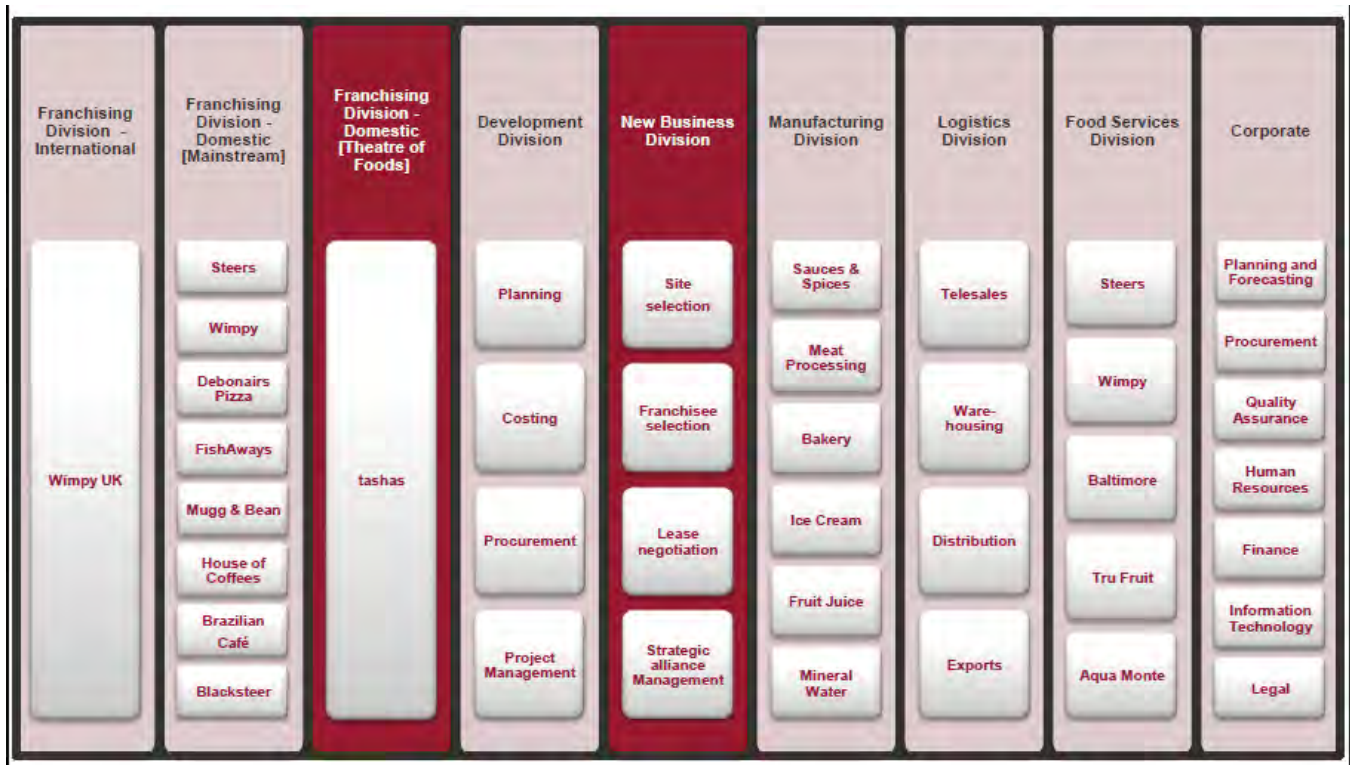 Franchising
Division -
International
Wimpy UK
Franchising
Division -
Domestic
[Mainstream]
Steers
Wimpy
Debonairs
Pizza
FishAways
Mugg & Bean
House of
Coffees
Brazilian
Café
Blacksteer
Franchising
Division -
Domestic
[Theatre of
Foods]
tashas
Development
Division
Planning
Costing
Procurement
Project
Management
New Business
Division
Site
selection
Franchisee
selection
Lease
negotiation
Strategic
alliance
Management
Manufacturing
Division
Sauces &
Spices
Meat
Processing
Bakery
Ice Cream
Fruit Juice
Mineral
Water
Logistics
Division
Telesales
Ware-
housing
Distribution
Exports
Food Services
Division
Steers
Wimpy
Baltimore
Tru Fruit
Aqua Monte
Corporate
Planning and
Forecasting
Procurement
Quality
Assurance
Human
Resources
Finance
Information
Technology
Legal